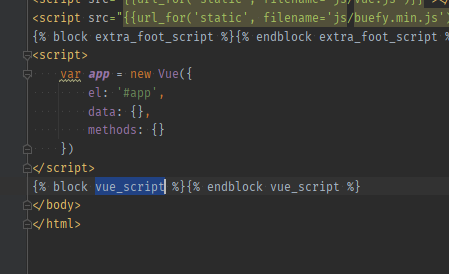 <script src="{{url_for('static', filename='js/vue.js')}}"></
<script src="{{url_for('static', filename='js/buefy.min.js')
{% block extra_foot_script %}{% endblock extra_foot_script %
<script>
var app = new Vue({
el: '#app',
data: {},
methods: {}
})
</script>
{% block vue_script %}{% endblock vue_script %}
</body>
</html>